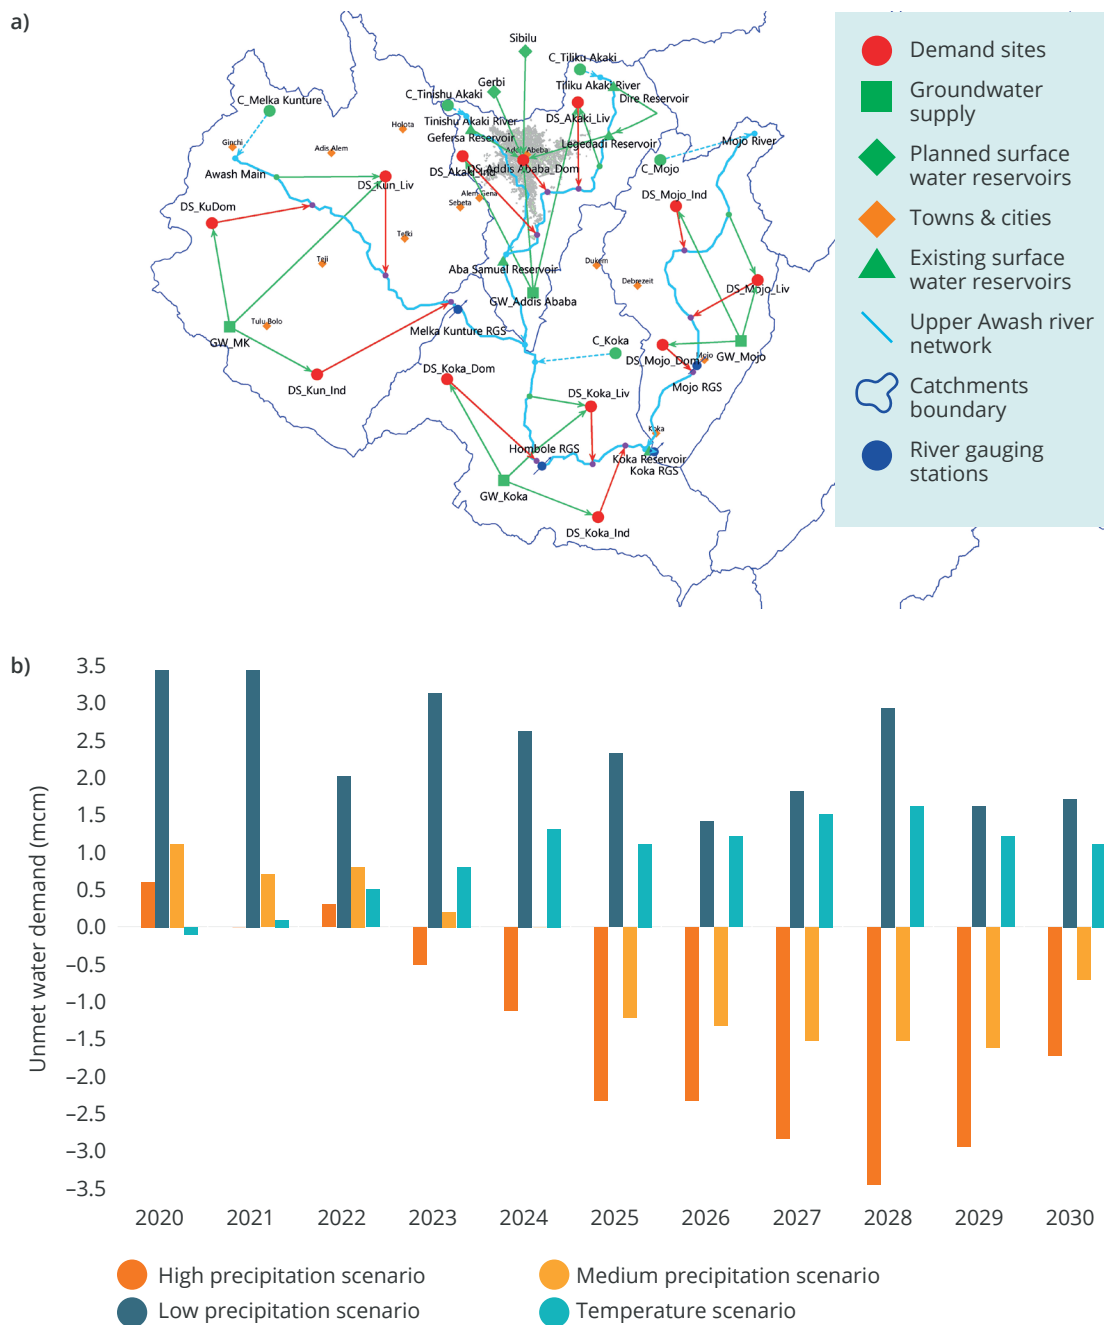 a)
Sibilu
C_Tiliku Akaki
Gerbi
Tiliku Akaki River
C_Tinishu Akaki
C_Melka Kunture
Dire Reservoir
DS_Akaki_Liv
Tinishu Akaki River
Holota
Gefersa Reservoir
Legedadi Reservoir
Mojo River
Ginchi
Adis Alem
DS_Akaki_Ind
DS_Addis Ababa_Dom
C_Mojo
Awash Main
DS_Kun_Liv
Alem Gena
Sebeta
DS_KuDom
DS_Mojo_Ind
Tefki
Teji
Aba Samuel Reservoir
Dukem
Debrezeit
DS_Mojo_Liv
GW_Addis Ababa
Tulu Bolo
GW_MK
Melka Kunture RGS
C_Koka
DS_Mojo_Dom
Mojo
GW_Mojo
DS_Kun_Ind
DS_Koka_Dom
DS_Koka_Liv
Mojo RGS
Koka
Hombole RGS
Koka Reservoir
Koka RGS
GW_Koka
DS_Koka_Ind
Demand sites
Groundwater
supply
Planned surface
water reservoirs
Towns & cities
Existing surface
water reservoirs
Upper Awash river
network
Catchments
boundary
River gauging
stations
b)
Unmet water demand (mcm)
3.5
3.0
2.5
2.0
1.5
1.0
0.5
0.0
–0.5
–1.0
–1.5
–2.0
–2.5
–3.0
–3.5
2020 2021 2022 2023 2024 2025 2026 2027 2028 2029 2030
High precipitation scenario
Medium precipitation scenario
Low precipitation scenario
Temperature scenario